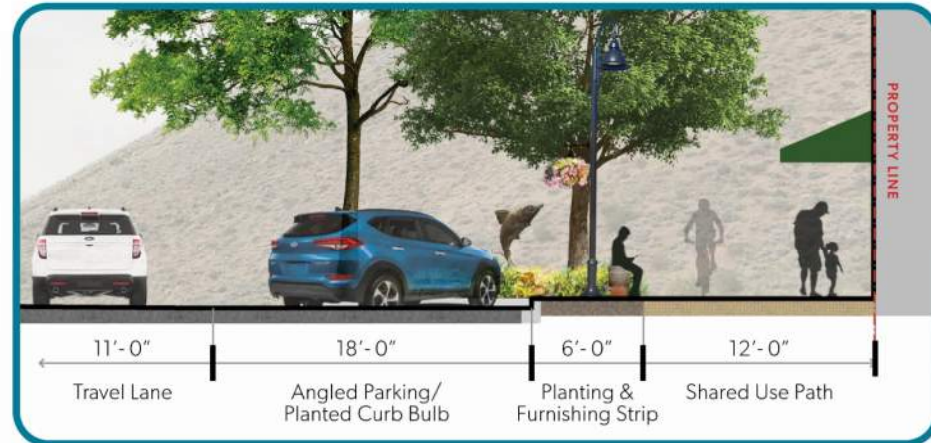 PROPERTY LINE
11'-0" 18'-0" 6'-0" 12'-0"
Travel Lane
Angled Parking/
Planted Curb Bulb
Planting &
Furnishing Strip
Shared Use Path